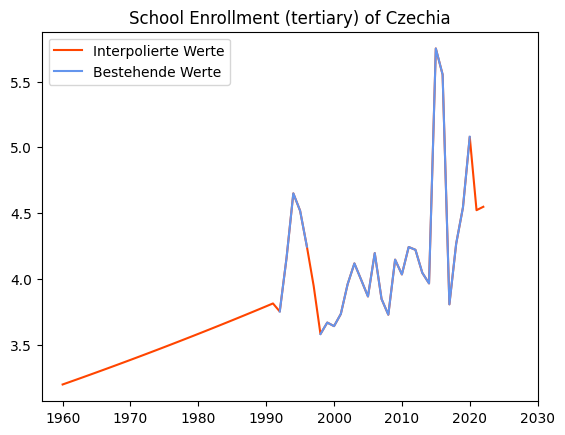 School Enrollment (tertiary) of Czechia
Interpolierte Werte
Bestehende Werte
5.5
5.0
4.5
4.0
3.5
1960 1970 1980 1990 2000 2010 2020 2030